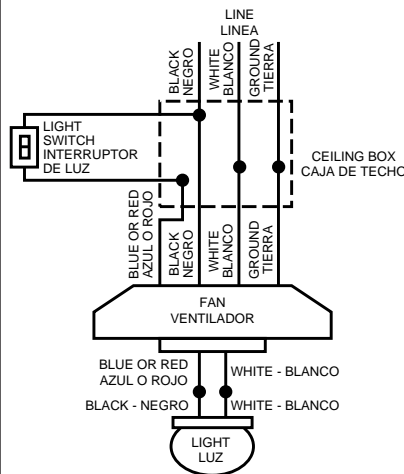 LINE
LINEA
BLACK
NEGRO
WHITE
BLANCO
GROUND
TIERRA
LIGHT
SWITCH
INTERRUPTOR
DE LUZ
CEILING BOX
CAJA DE TECHO
BLUE OR RED
AZUL O ROJO
BLACK
NEGRO
WHITE
BLANCO
GROUND
TIERRA
FAN
VENTILADOR
BLUE OR RED
AZUL O ROJO
WHITE - BLANCO
BLACK - NEGRO
WHITE - BLANCO
LIGHT
LUZ